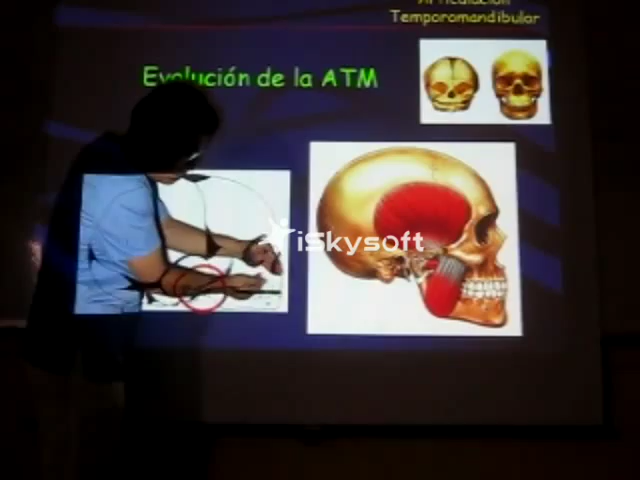 Articulación
Temporomandibular
Evolución de la ATM
iSkysoft